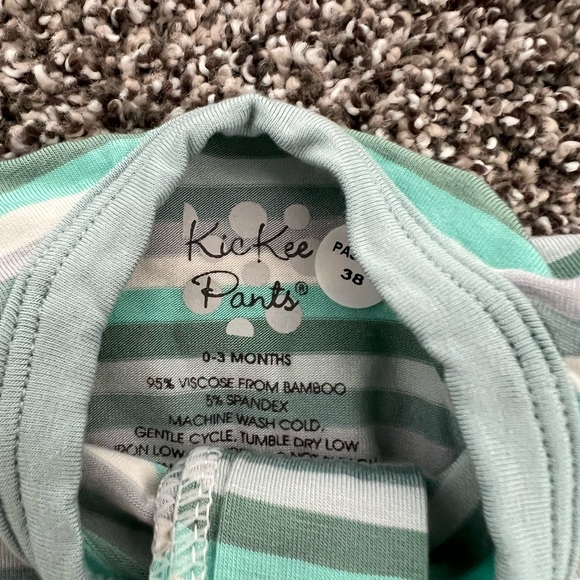 KicKee
Pants®
38
0-3 MONTHS
95% VISCOSE FROM BAMBOO
5% SPANDEX
MACHINE WASH COLD,
GENTLE CYCLE, TUMBLE DRY LOW
IRON LOW